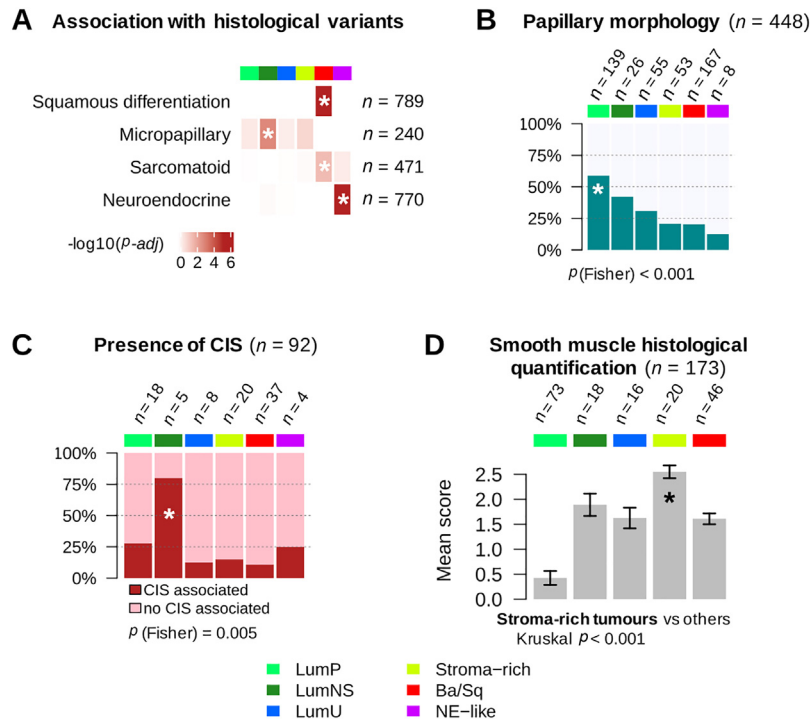 A Association with histological variants
Squamous differentiation * n = 789
Micropapillary * n = 240
Sarcomatoid * n = 471
Neuroendocrine * n = 770
-log10(p-adj)
0 2 4 6
B Papillary morphology (n = 448)
n=139 n=26 n=55 n=53 n=167 n=8
100%
75%
50%
25%
0%
*
p (Fisher) < 0.001
C Presence of CIS (n = 92)
n=18 n=5 n=8 n=20 n=37 n=4
100%
75%
50%
25%
0%
*
CIS associated
no CIS associated
p (Fisher) = 0.005
D Smooth muscle histological
quantification (n = 173)
n=73 n=18 n=16 n=20 n=46
Mean score
2.5
2.0
1.5
1.0
0.5
0.0
*
Stroma-rich tumours vs others
Kruskal p < 0.001
LumP
LumNS
LumU
Stroma−rich
Ba/Sq
NE−like